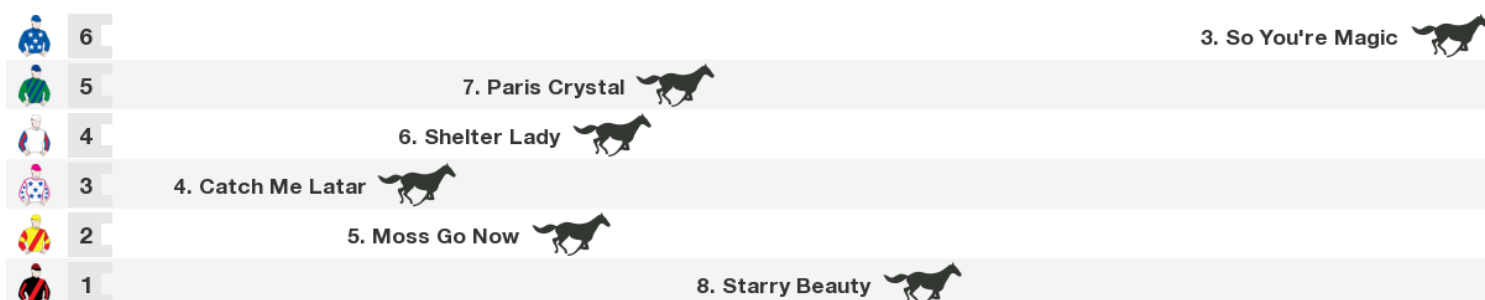 6 3. So You're Magic
5 7. Paris Crystal
4 6. Shelter Lady
3 4. Catch Me Latar
2 5. Moss Go Now
1 8. Starry Beauty